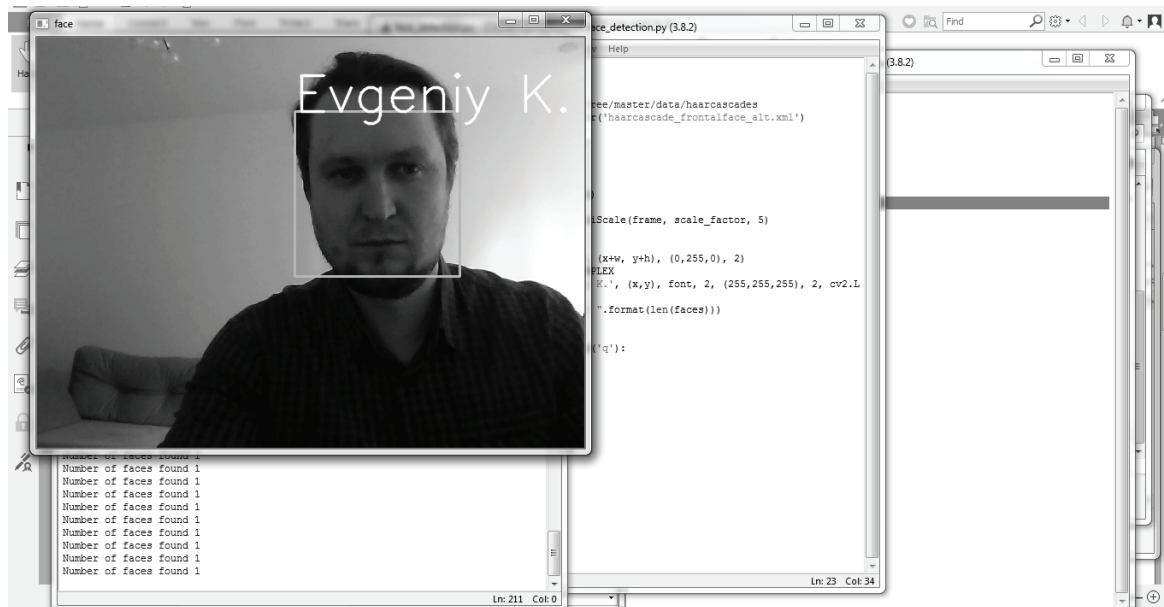 face
Evgeniy K.
ace_detection.py (3.8.2)
Find
Help
(3.8.2)
ree/master/data/haarcascades
r('haarcascade_frontalface_alt.xml')
)
iScale(frame, scale_factor, 5)
(x+w, y+h), (0,255,0), 2)
PLEX
K.', (x,y), font, 2, (255,255,255), 2, cv2.L
".format(len(faces)))
('q'):
Number of faces found 1
Number of faces found 1
Number of faces found 1
Number of faces found 1
Number of faces found 1
Number of faces found 1
Number of faces found 1
Number of faces found 1
Number of faces found 1
Number of faces found 1
Ln: 23 Col: 34
Ln: 211 Col: 0